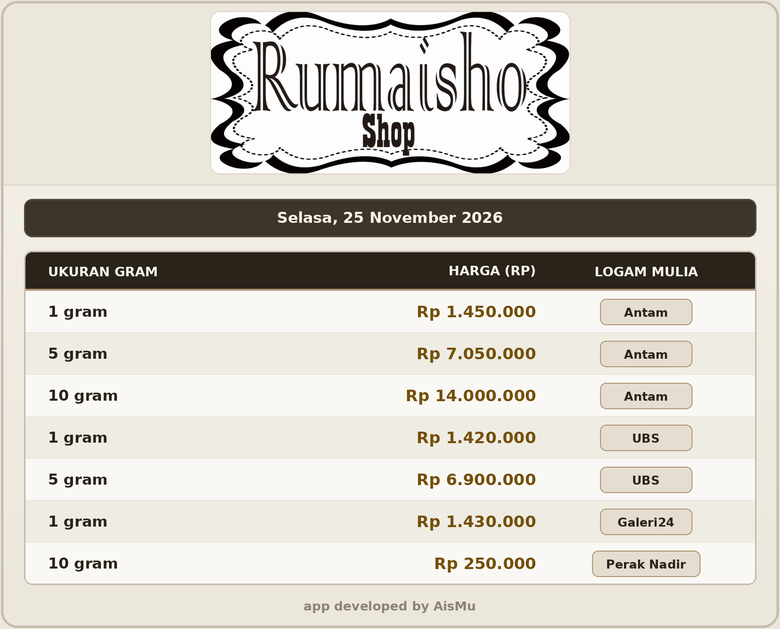 Rumaisho
Shop
Selasa, 25 November 2026
UKURAN GRAM HARGA (RP) LOGAM MULIA
1 gram Rp 1.450.000 Antam
5 gram Rp 7.050.000 Antam
10 gram Rp 14.000.000 Antam
1 gram Rp 1.420.000 UBS
5 gram Rp 6.900.000 UBS
1 gram Rp 1.430.000 Galeri24
10 gram Rp 250.000 Perak Nadir
app developed by AisMu